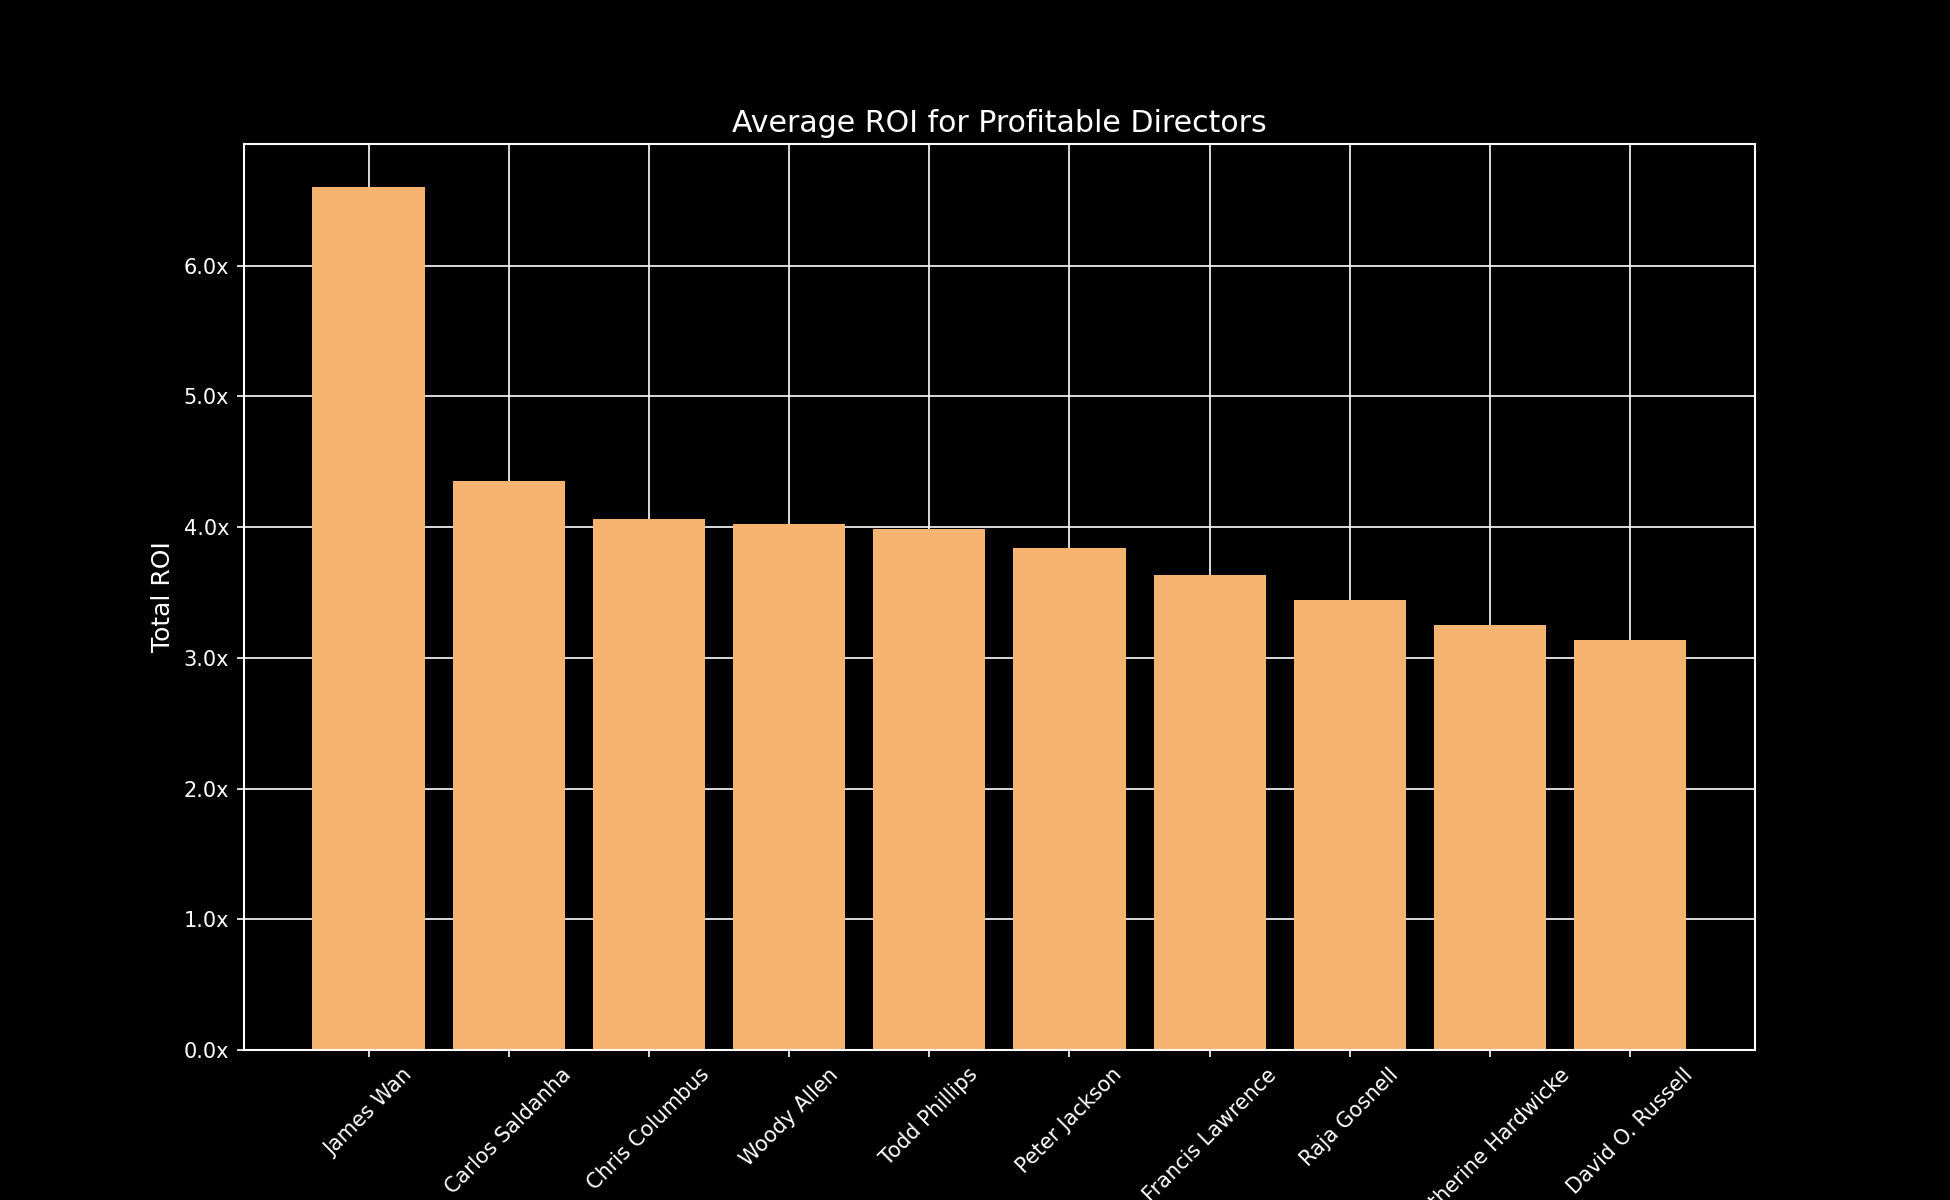 Average ROI for Profitable Directors
Total ROI
6.0x
5.0x
4.0x
3.0x
2.0x
1.0x
0.0x
James Wan
Carlos Saldanha
Chris Columbus
Woody Allen
Todd Phillips
Peter Jackson
Francis Lawrence
Raja Gosnell
therine Hardwicke
David O. Russell